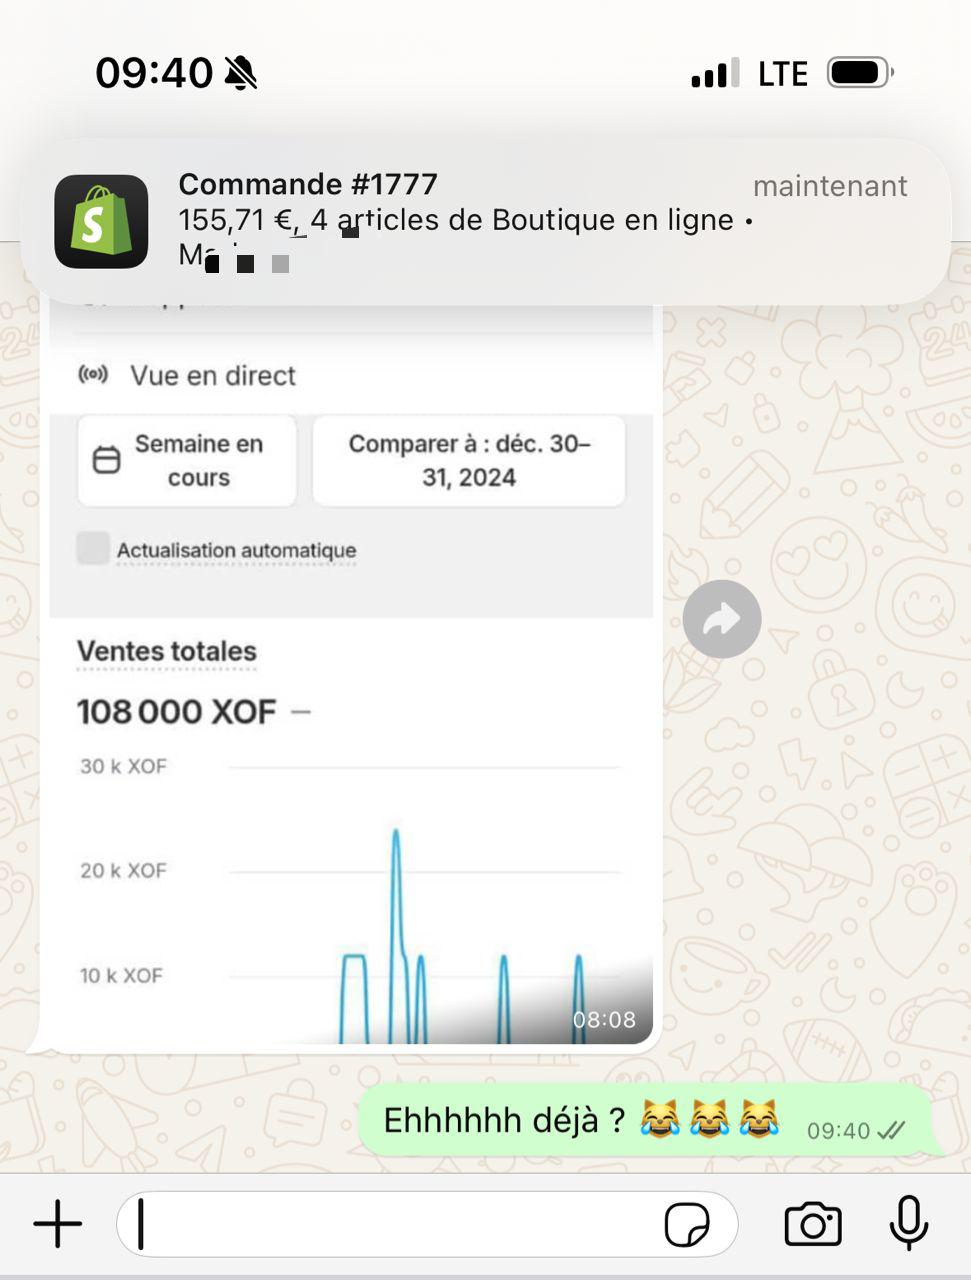 09:40
LTE
Commande #1777
maintenant
155,71 €, 4 articles de Boutique en ligne •
Vue en direct
Semaine en
cours
Comparer à : déc. 30–
31, 2024
Actualisation automatique
Ventes totales
108 000 XOF –
30 k XOF
20 k XOF
10 k XOF
08:08
Ehhhhhh déjà ? 😹😹😹
09:40